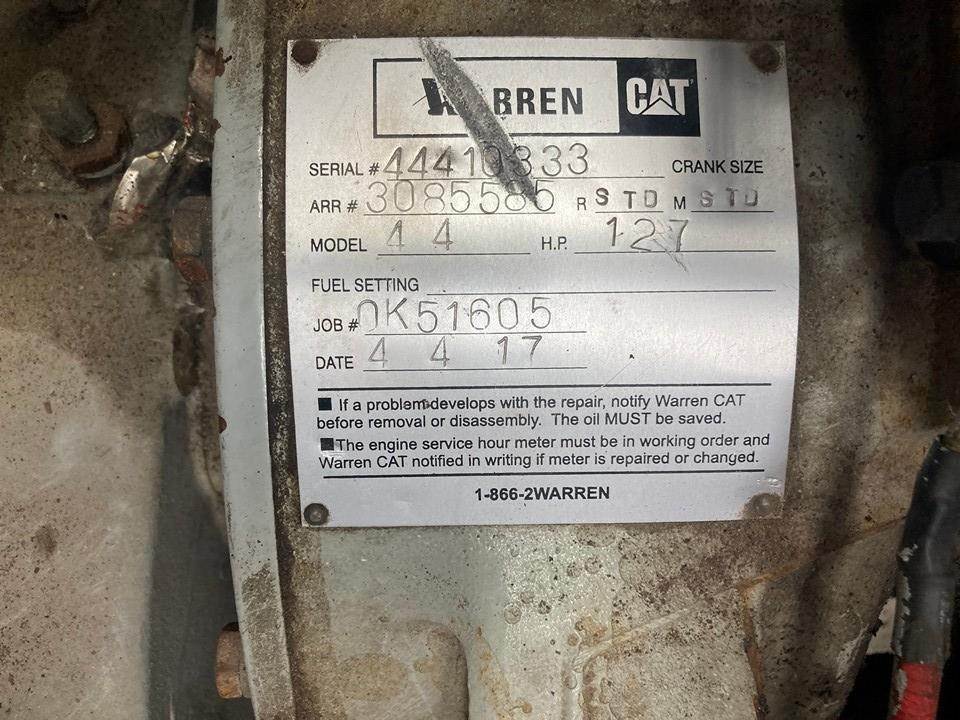 WARREN CAT
SERIAL # 44410333 CRANK SIZE
ARR # 3085585 R STD M STD
MODEL 44 H.P. 127
FUEL SETTING
JOB # OK51605
DATE 4 4 17
■ If a problem develops with the repair, notify Warren CAT
before removal or disassembly. The oil MUST be saved.
■ The engine service hour meter must be in working order and
Warren CAT notified in writing if meter is repaired or changed.
1-866-2WARREN